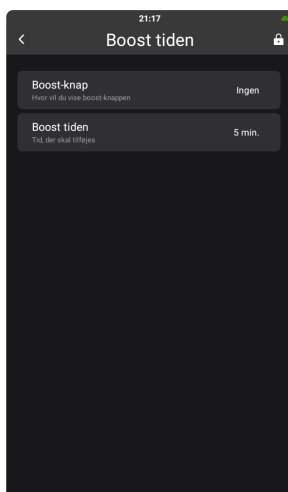 21:17
Boost tiden
Boost-knap
Hvor vil du vise boost-knappen
Ingen
Boost tiden
Tid, der skal tilføjes
5 min.